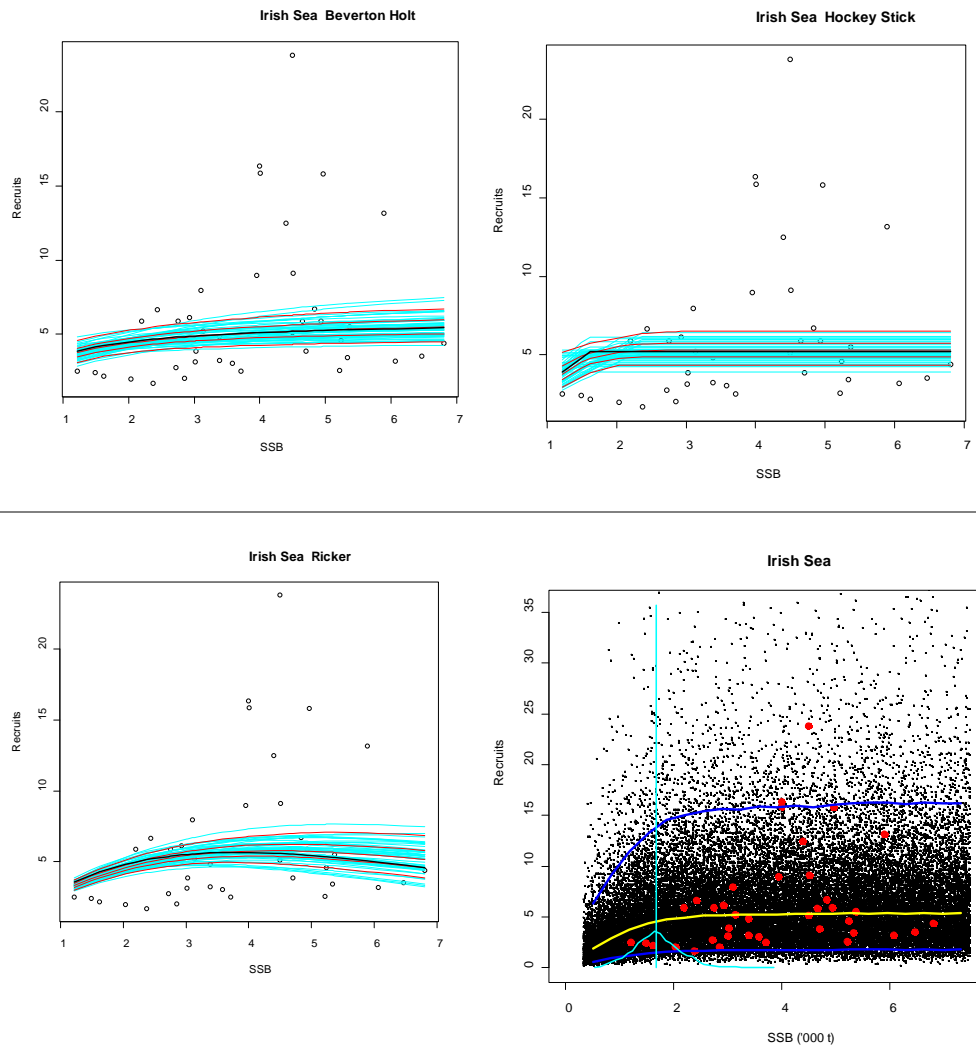 Irish Sea Beverton Holt
Recruits
5 10 15 20
1 2 3 4 5 6 7
SSB
Irish Sea Hockey Stick
Recruits
5 10 15 20
1 2 3 4 5 6 7
SSB
Irish Sea Ricker
Recruits
5 10 15 20
1 2 3 4 5 6 7
SSB
Irish Sea
Recruits
0 5 10 15 20 25 30 35
0 2 4 6
SSB ('000 t)